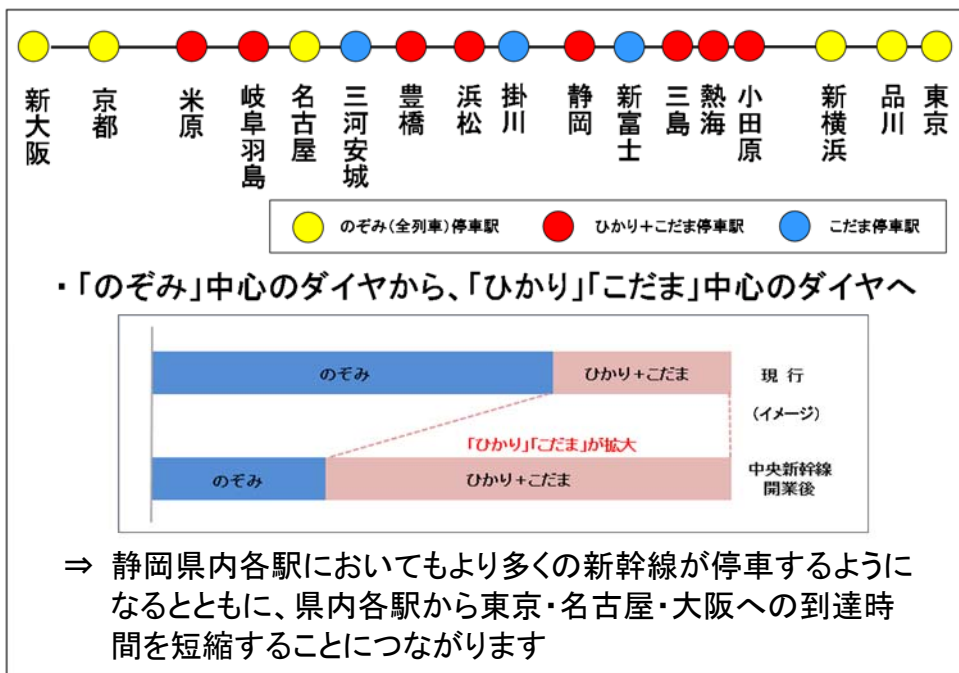 新大阪
京都
米原
岐阜羽島
名古屋
三河安城
豊橋
浜松
掛川
静岡
新富士
三島
熱海
小田原
新横浜
品川
東京
のぞみ(全列車)停車駅
ひかり+こだま停車駅
こだま停車駅
・「のぞみ」中心のダイヤから、「ひかり」「こだま」中心のダイヤへ
のぞみ
ひかり+こだま
現行
(イメージ)
「ひかり」「こだま」が拡大
のぞみ
ひかり+こだま
中央新幹線
開業後
⇒ 静岡県内各駅においてもより多くの新幹線が停車するように
なるとともに、県内各駅から東京・名古屋・大阪への到達時
間を短縮することにつながります